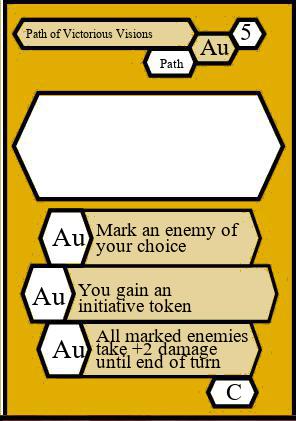 Path of Victorious Visions
Au
5
Path
Au
Mark an enemy of
your choice
Au
You gain an
initiative token
Au
All marked enemies
take +2 damage
until end of turn
C